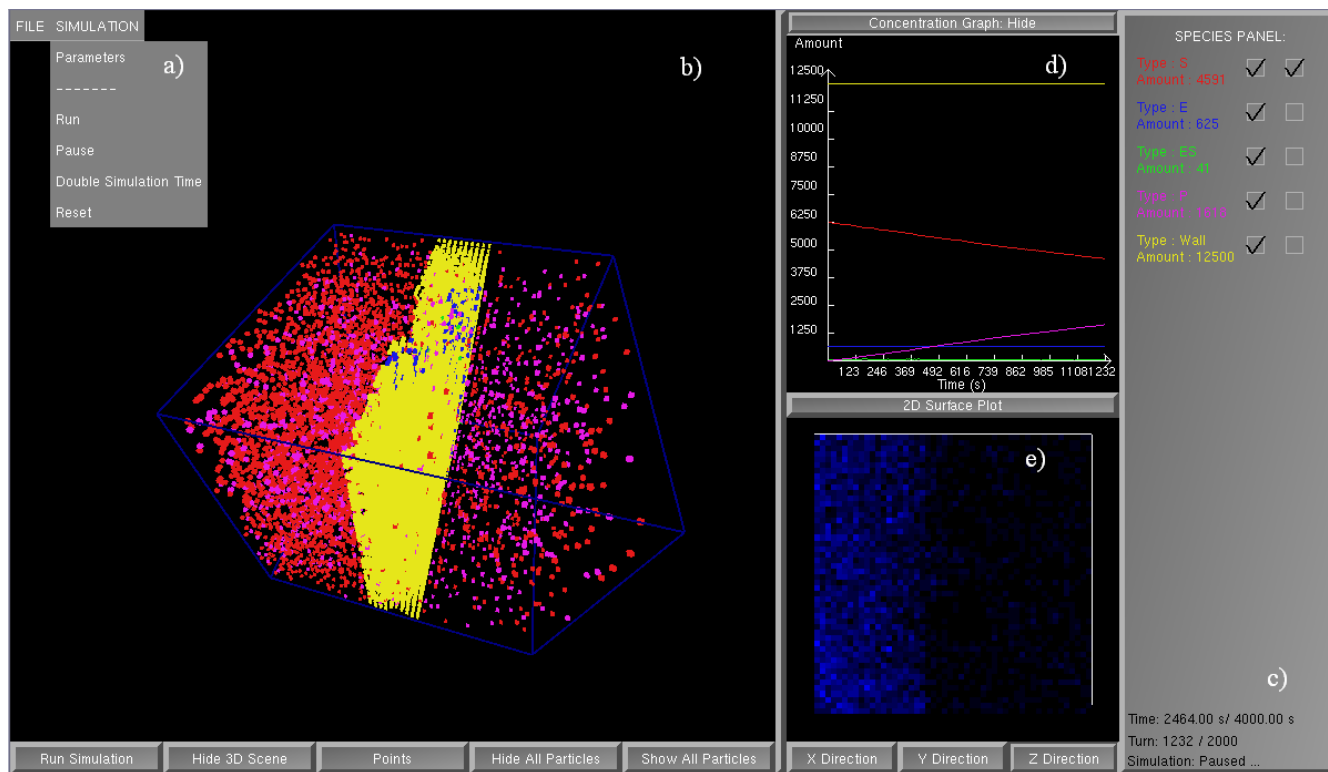 FILE SIMULATION
Parameters
-------
Run
Pause
Double Simulation Time
Reset
a)
b)
Run Simulation
Hide 3D Scene
Points
Hide All Particles
Show All Particles
Concentration Graph: Hide
Amount
d)
12500
11250
10000
8750
7500
6250
5000
3750
2500
1250
123 246 369 492 616 739 862 985 1108 1232
Time (s)
2D Surface Plot
e)
X Direction
Y Direction
Z Direction
SPECIES PANEL:
Type : S
Amount : 4591
Type : E
Amount : 625
Type : ES
Amount : 41
Type : P
Amount : 1618
Type : Wall
Amount : 12500
c)
Time: 2464.00 s/ 4000.00 s
Turn: 1232 / 2000
Simulation: Paused ...